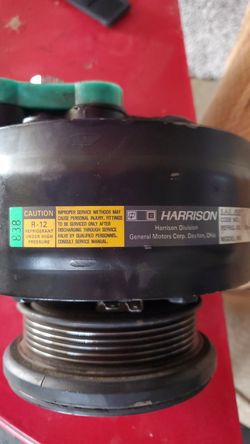 838
CAUTION
R-12
REFRIGERANT
UNDER HIGH
PRESSURE
IMPROPER SERVICE METHODS MAY
CAUSE PERSONAL INJURY. FITTINGS
TO BE SERVICED ONLY AFTER
DISCHARGING THROUGH SERVICE
VALVE BY QUALIFIED PERSONNEL.
CONSULT SERVICE MANUAL.
HARRISON
Harrison Division
General Motors Corp. Dayton, Ohio